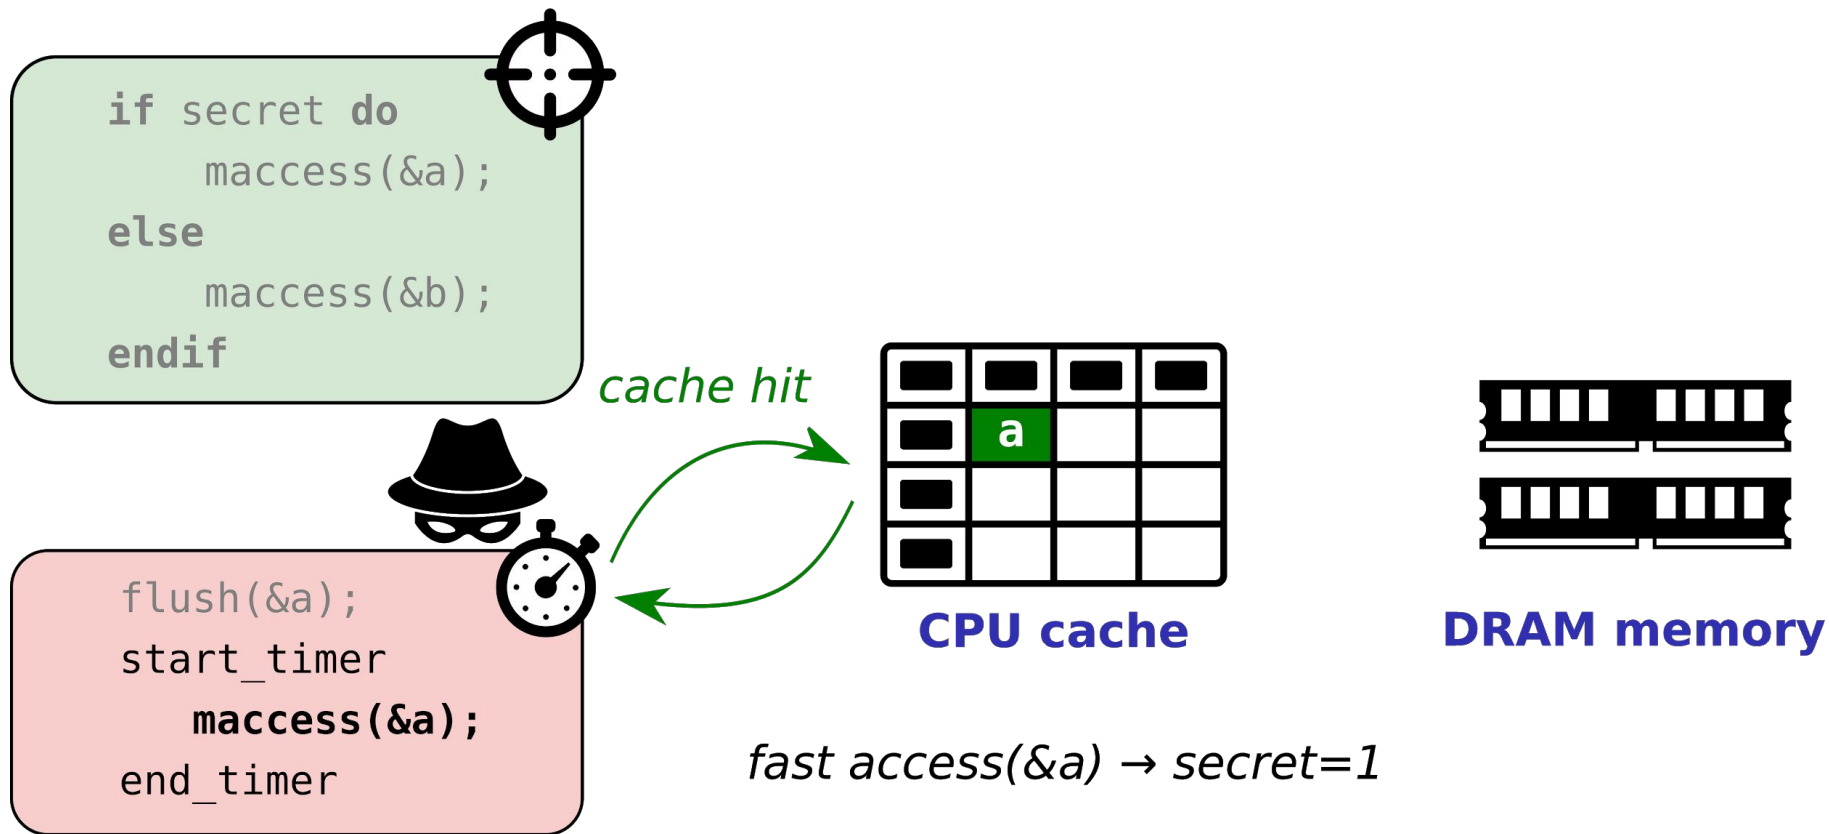 if secret do
    maccess(&a);
else
    maccess(&b);
endif
cache hit
a
flush(&a);
start_timer
   maccess(&a);
end_timer
CPU cache
DRAM memory
fast access(&a) → secret=1